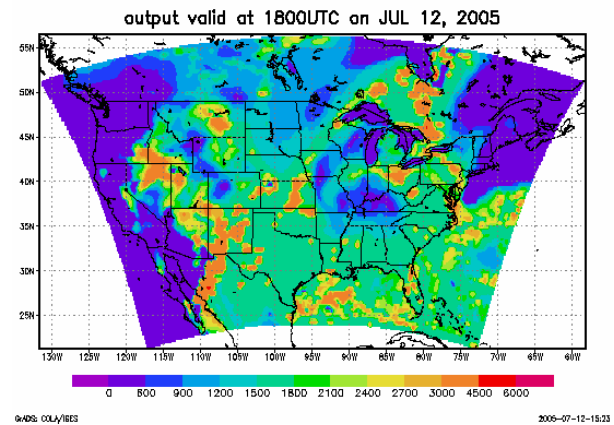 output valid at 1800UTC on JUL 12, 2005
55N
50N
45N
40N
35N
30N
25N
130W 125W 120W 115W 110W 105W 100W 95W 90W 85W 80W 75W 70W 65W 60W
0 600 900 1200 1500 1800 2100 2400 2700 3000 4500 6000
GrADS: COLA/IGES 2005-07-12-15:23